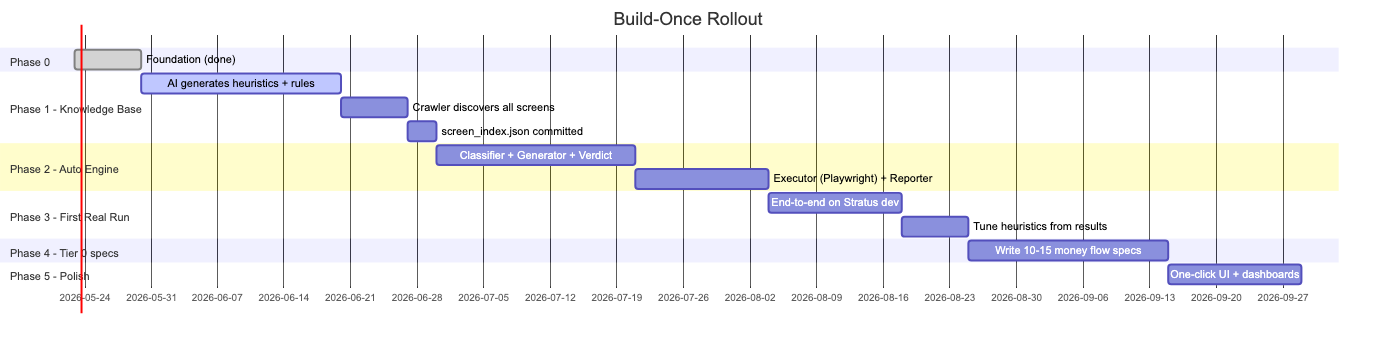 Build-Once Rollout
Phase 0
Foundation (done)
AI generates heuristics + rules
Phase 1 - Knowledge Base
Crawler discovers all screens
screen_index.json committed
Classifier + Generator + Verdict
Phase 2 - Auto Engine
Executor (Playwright) + Reporter
End-to-end on Stratus dev
Phase 3 - First Real Run
Tune heuristics from results
Phase 4 - Tier 0 specs
Write 10-15 money flow specs
Phase 5 - Polish
One-click UI + dashboards
2026-05-24 2026-05-31 2026-06-07 2026-06-14 2026-06-21 2026-06-28 2026-07-05 2026-07-12 2026-07-19 2026-07-26 2026-08-02 2026-08-09 2026-08-16 2026-08-23 2026-08-30 2026-09-06 2026-09-13 2026-09-20 2026-09-27